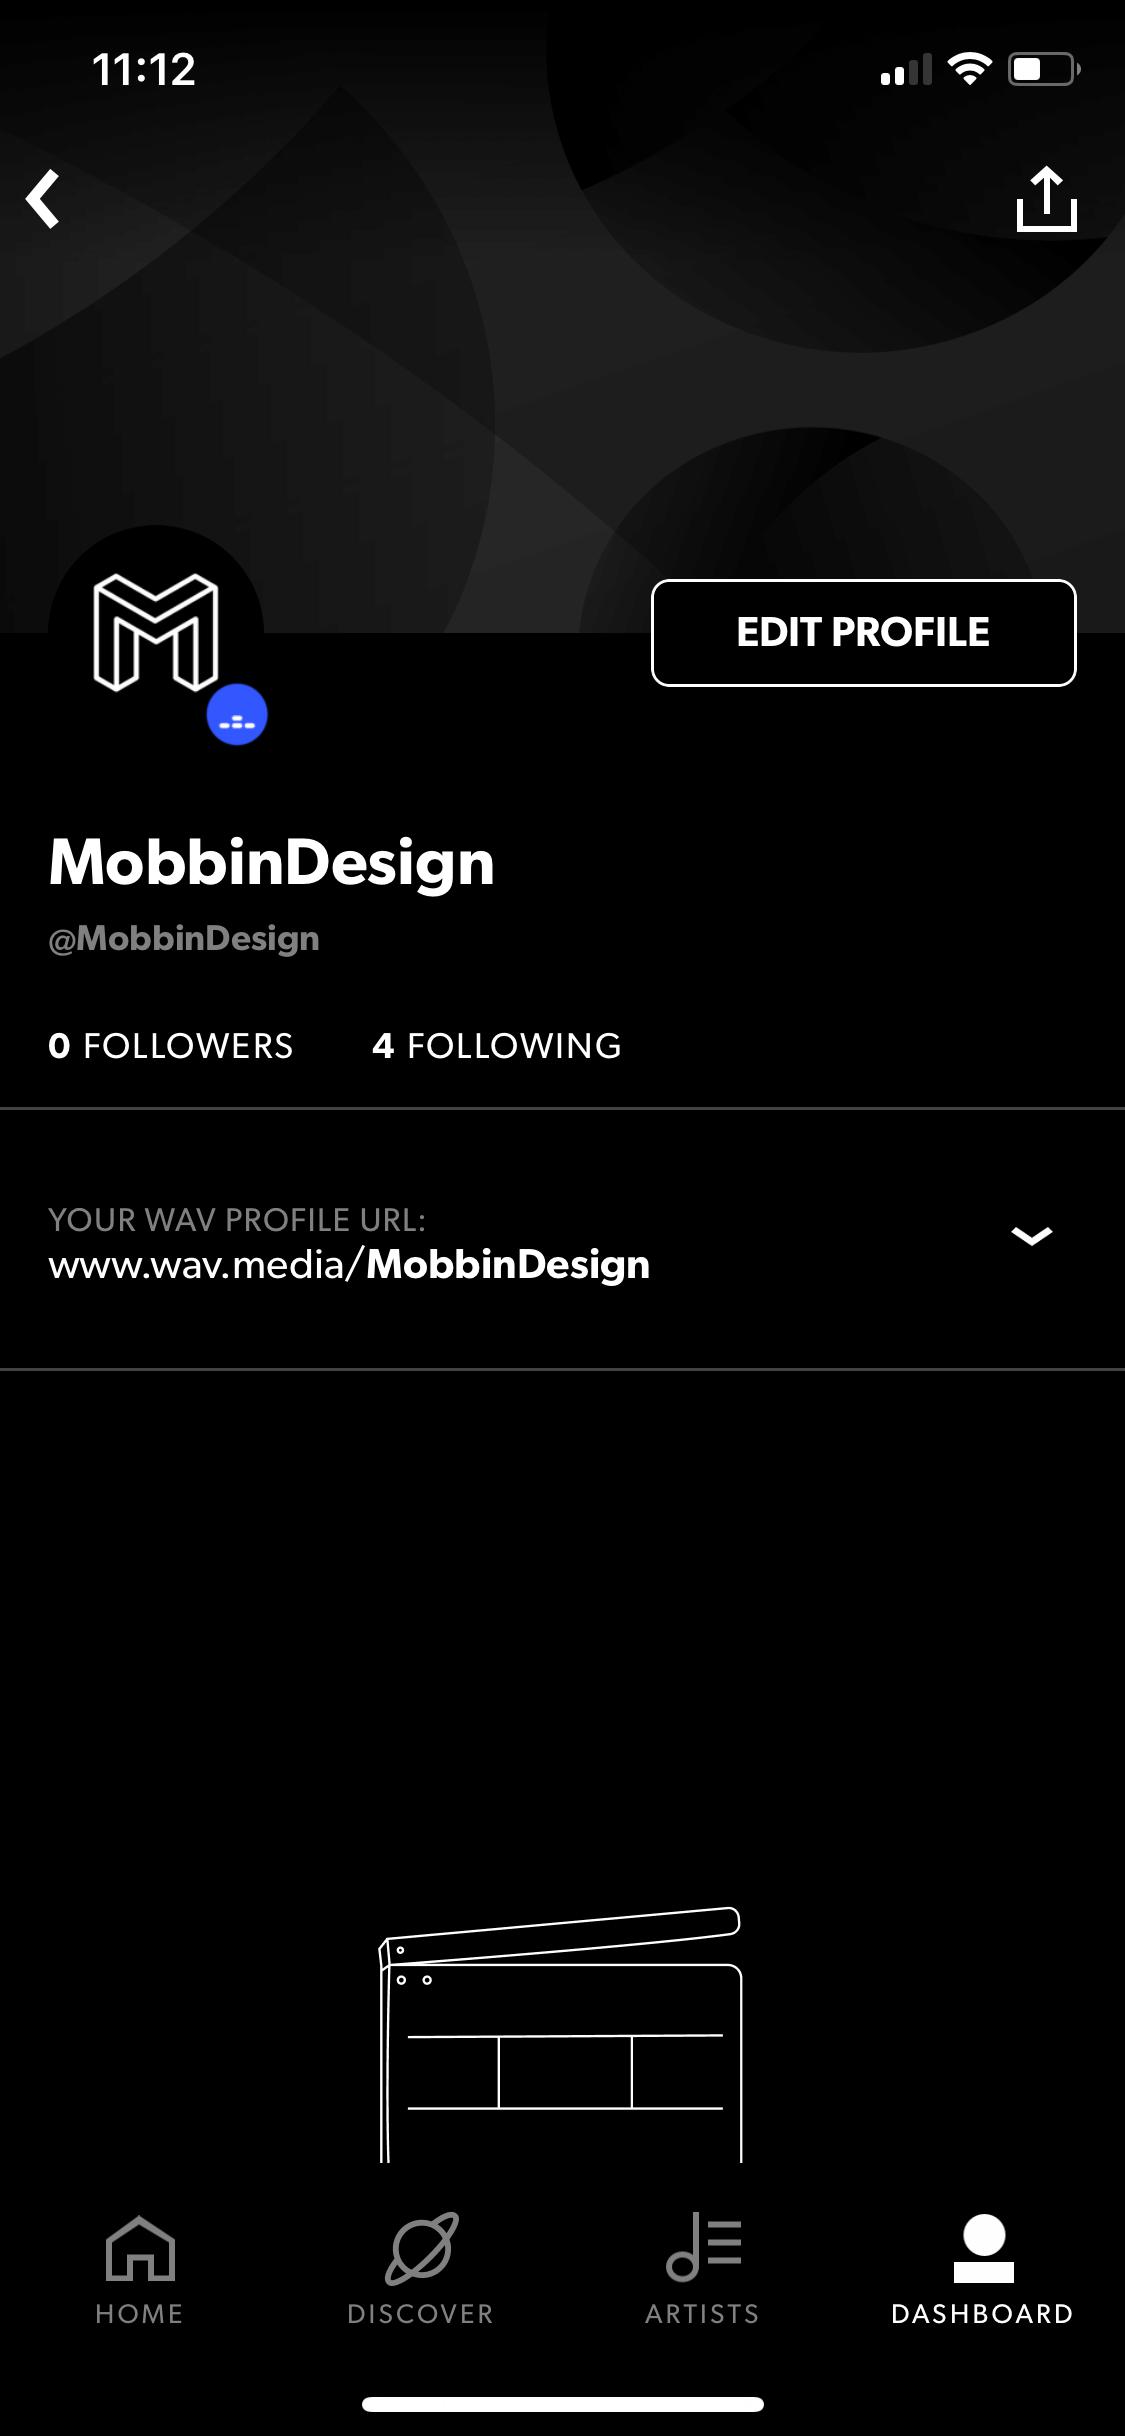 11:12
EDIT PROFILE
MobbinDesign
@MobbinDesign
0 FOLLOWERS 4 FOLLOWING
YOUR WAV PROFILE URL:
www.wav.media/MobbinDesign
HOME DISCOVER ARTISTS DASHBOARD